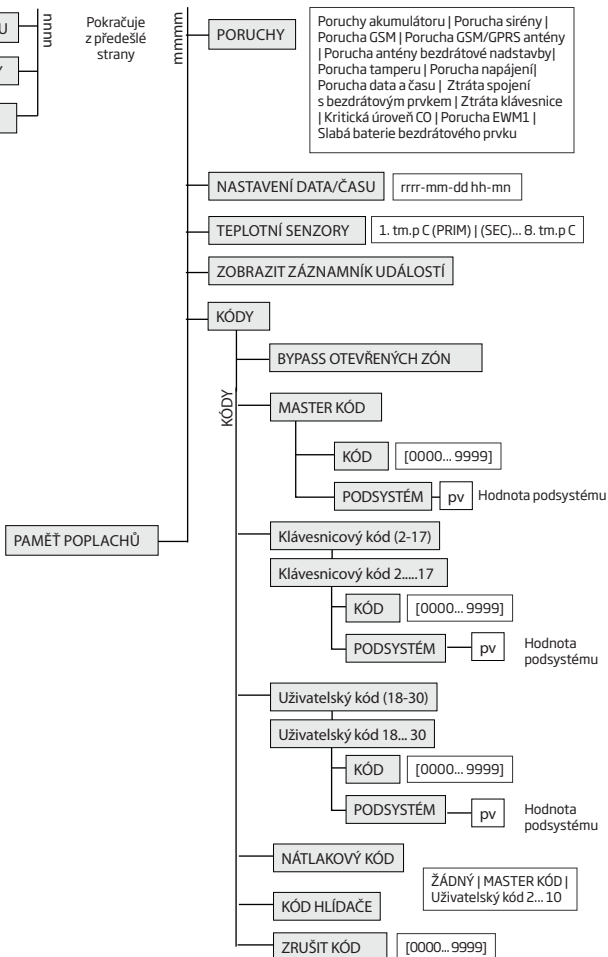 U
Y
mmmm
Pokračuje
z předešlé
strany
mmmmm
PORUCHY
Poruchy akumulátoru | Porucha sirény |
Porucha GSM | Porucha GSM/GPRS antény
| Porucha antény bezdrátové nadstavby|
Porucha tamperu | Porucha napájení|
Porucha data a času | Ztráta spojení
s bezdrátovým prvkem | Ztráta klávesnice
| Kritická úroveň CO | Porucha EWM1 |
Slabá baterie bezdrátového prvku
NASTAVENÍ DATA/ČASU
rrrr-mm-dd hh-mn
TEPLOTNÍ SENZORY
1. tm.p C (PRIM) | (SEC)... 8. tm.p C
ZOBRAZIT ZÁZNAMNÍK UDÁLOSTÍ
KÓDY
BYPASS OTEVŘENÝCH ZÓN
KÓDY
MASTER KÓD
KÓD
[0000... 9999]
PODSYSTÉM
pv
Hodnota podsystému
PAMĚŤ POPLACHŮ
Klávesnicový kód (2-17)
Klávesnicový kód 2.....17
KÓD
[0000... 9999]
PODSYSTÉM
pv
Hodnota
podsystému
Uživatelský kód (18-30)
Uživatelský kód 18... 30
KÓD
[0000... 9999]
PODSYSTÉM
pv
Hodnota
podsystému
NÁTLAKOVÝ KÓD
ŽÁDNÝ | MASTER KÓD |
Uživatelský kód 2... 10
KÓD HLÍDAČE
ZRUŠIT KÓD
[0000... 9999]